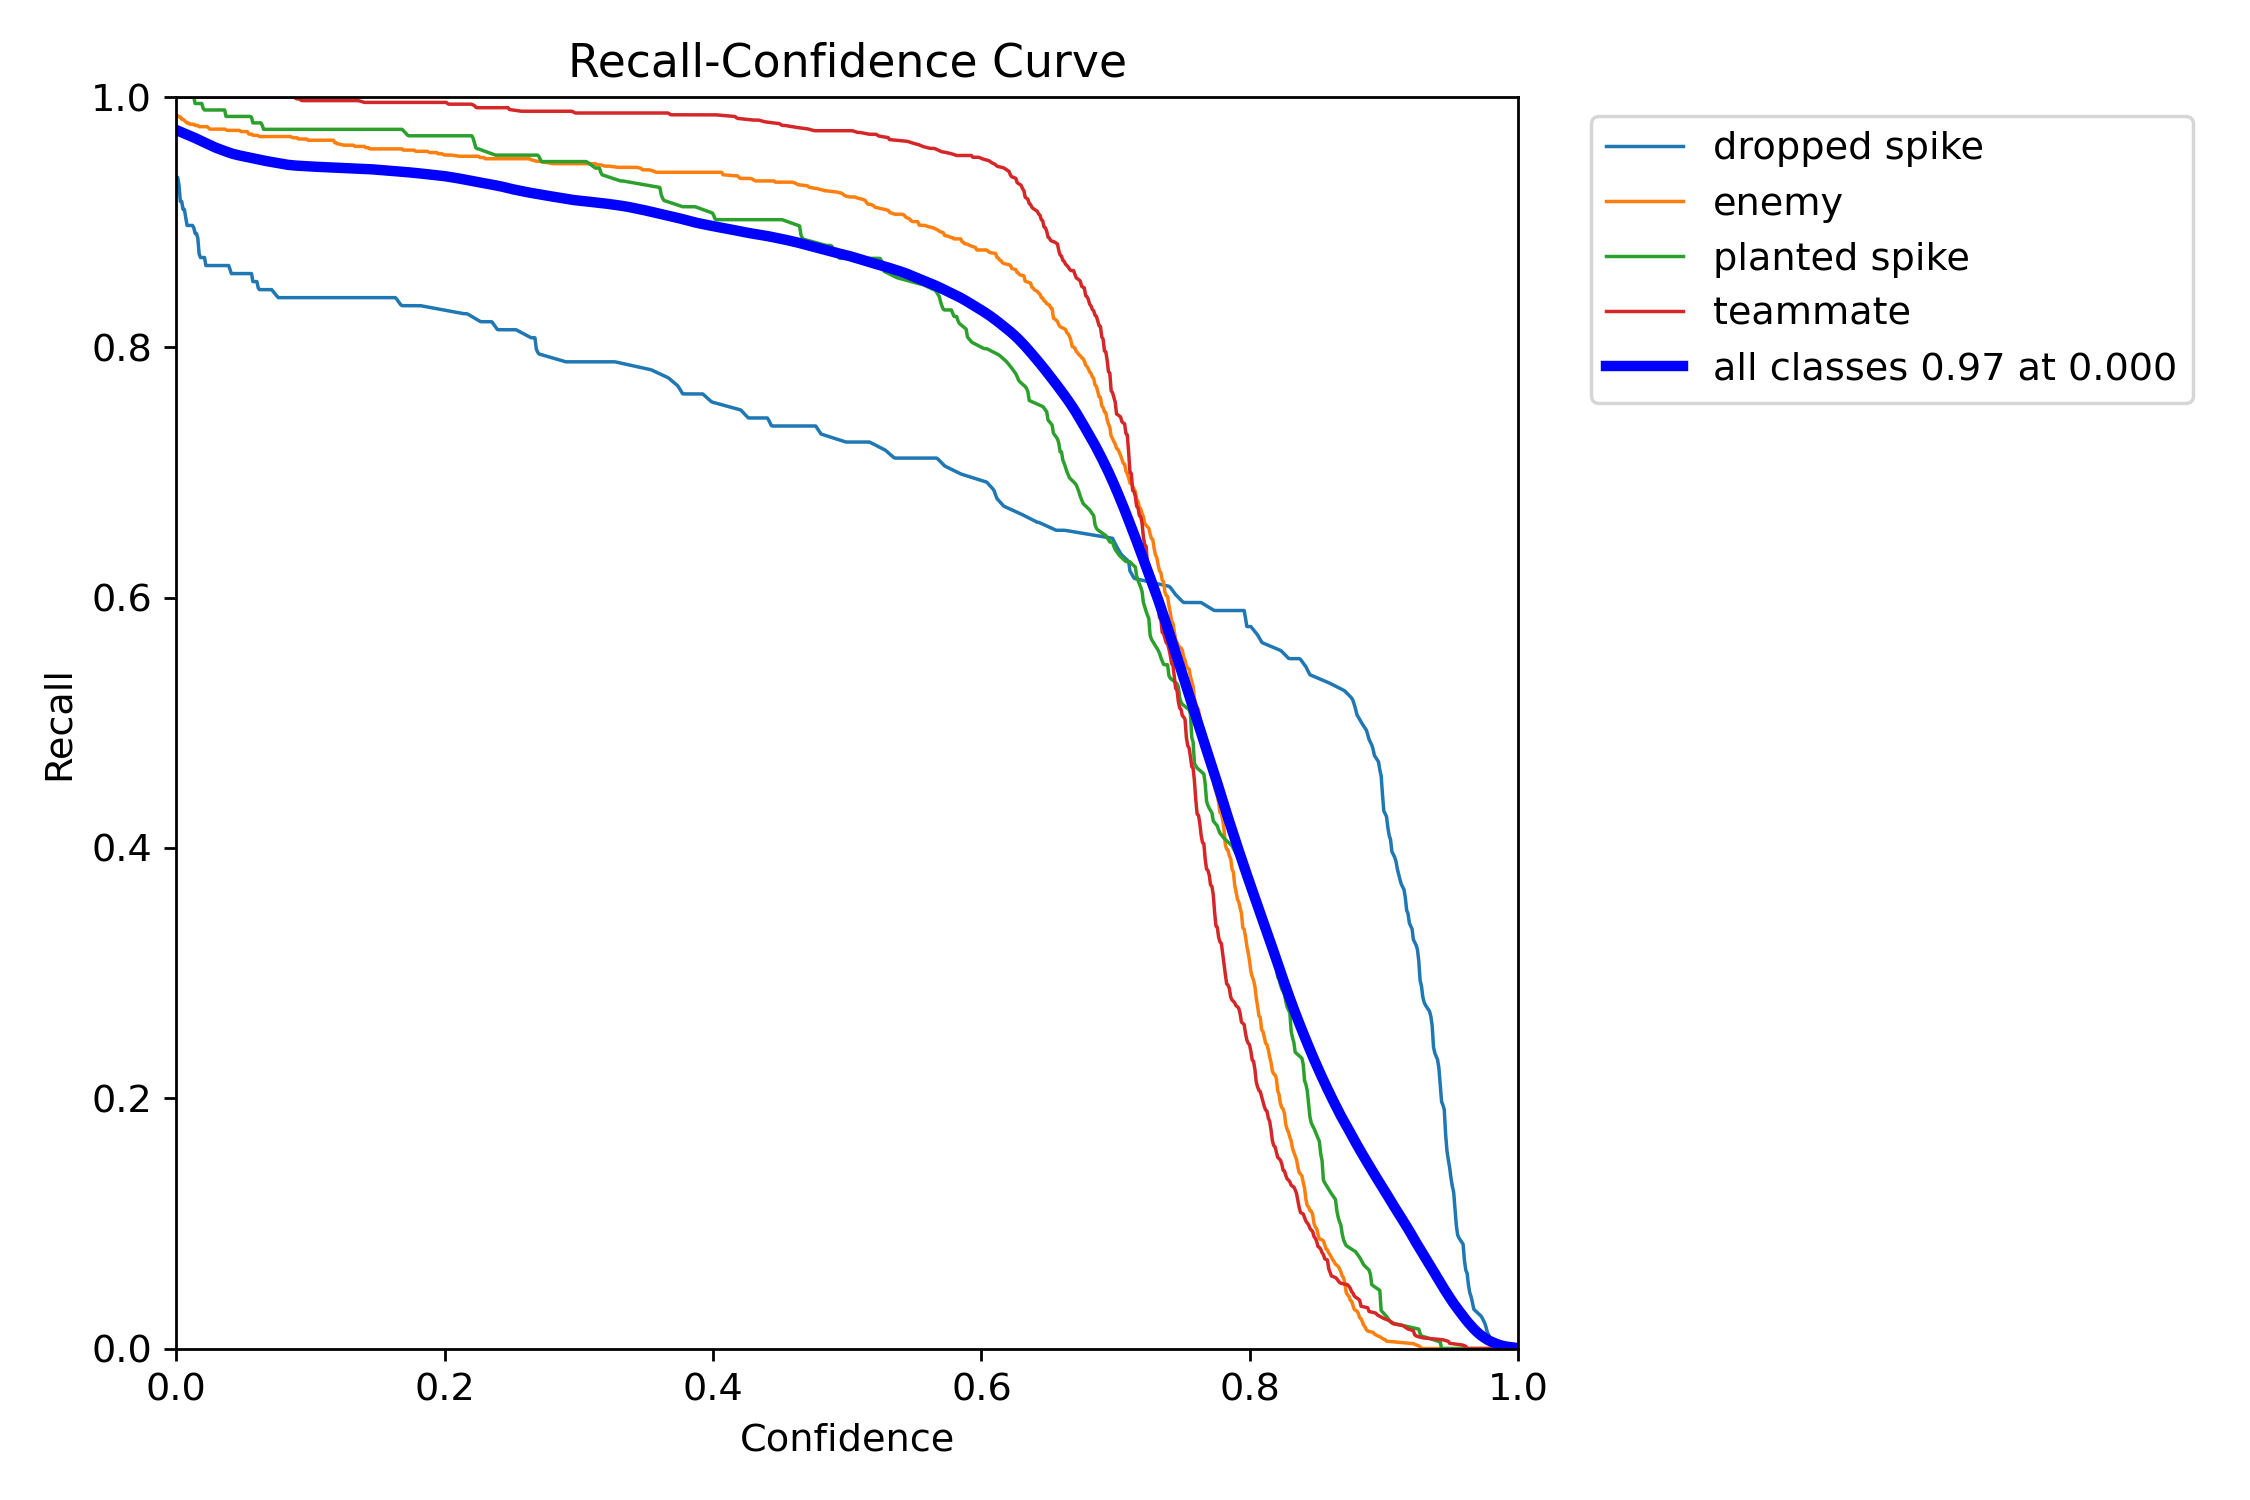 Recall-Confidence Curve
1.0
0.8
0.6
0.4
0.2
0.0
Recall
0.0 0.2 0.4 0.6 0.8 1.0
Confidence
dropped spike
enemy
planted spike
teammate
all classes 0.97 at 0.000